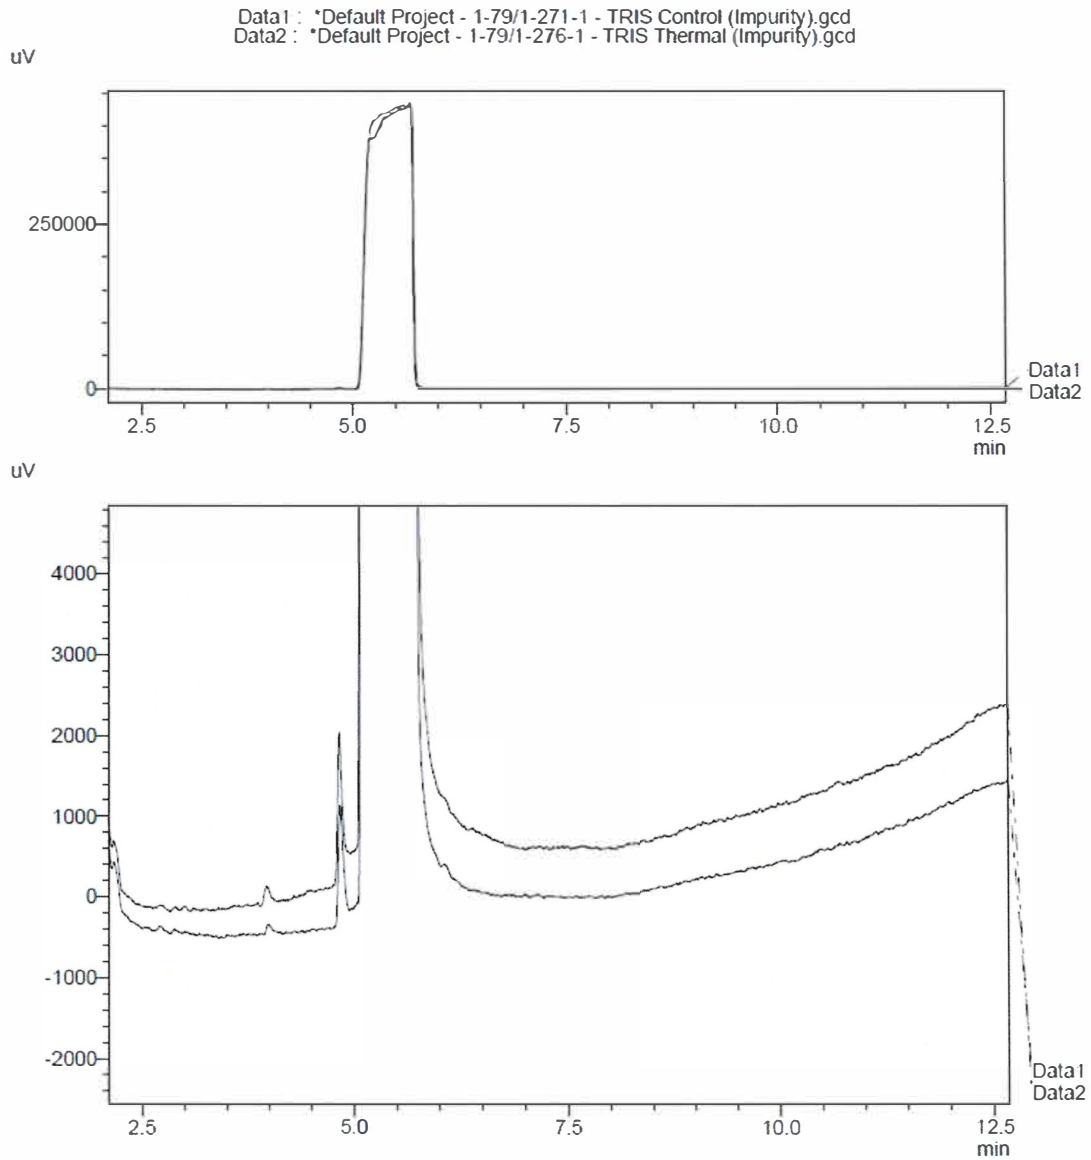 Data1 : *Default Project - 1-79/1-271-1 - TRIS Control (Impurity).gcd
Data2 : *Default Project - 1-79/1-276-1 - TRIS Thermal (Impurity).gcd
uV
250000
0
Data1
Data2
2.5 5.0 7.5 10.0 12.5
min
uV
4000
3000
2000
1000
0
-1000
-2000
Data1
Data2
2.5 5.0 7.5 10.0 12.5
min